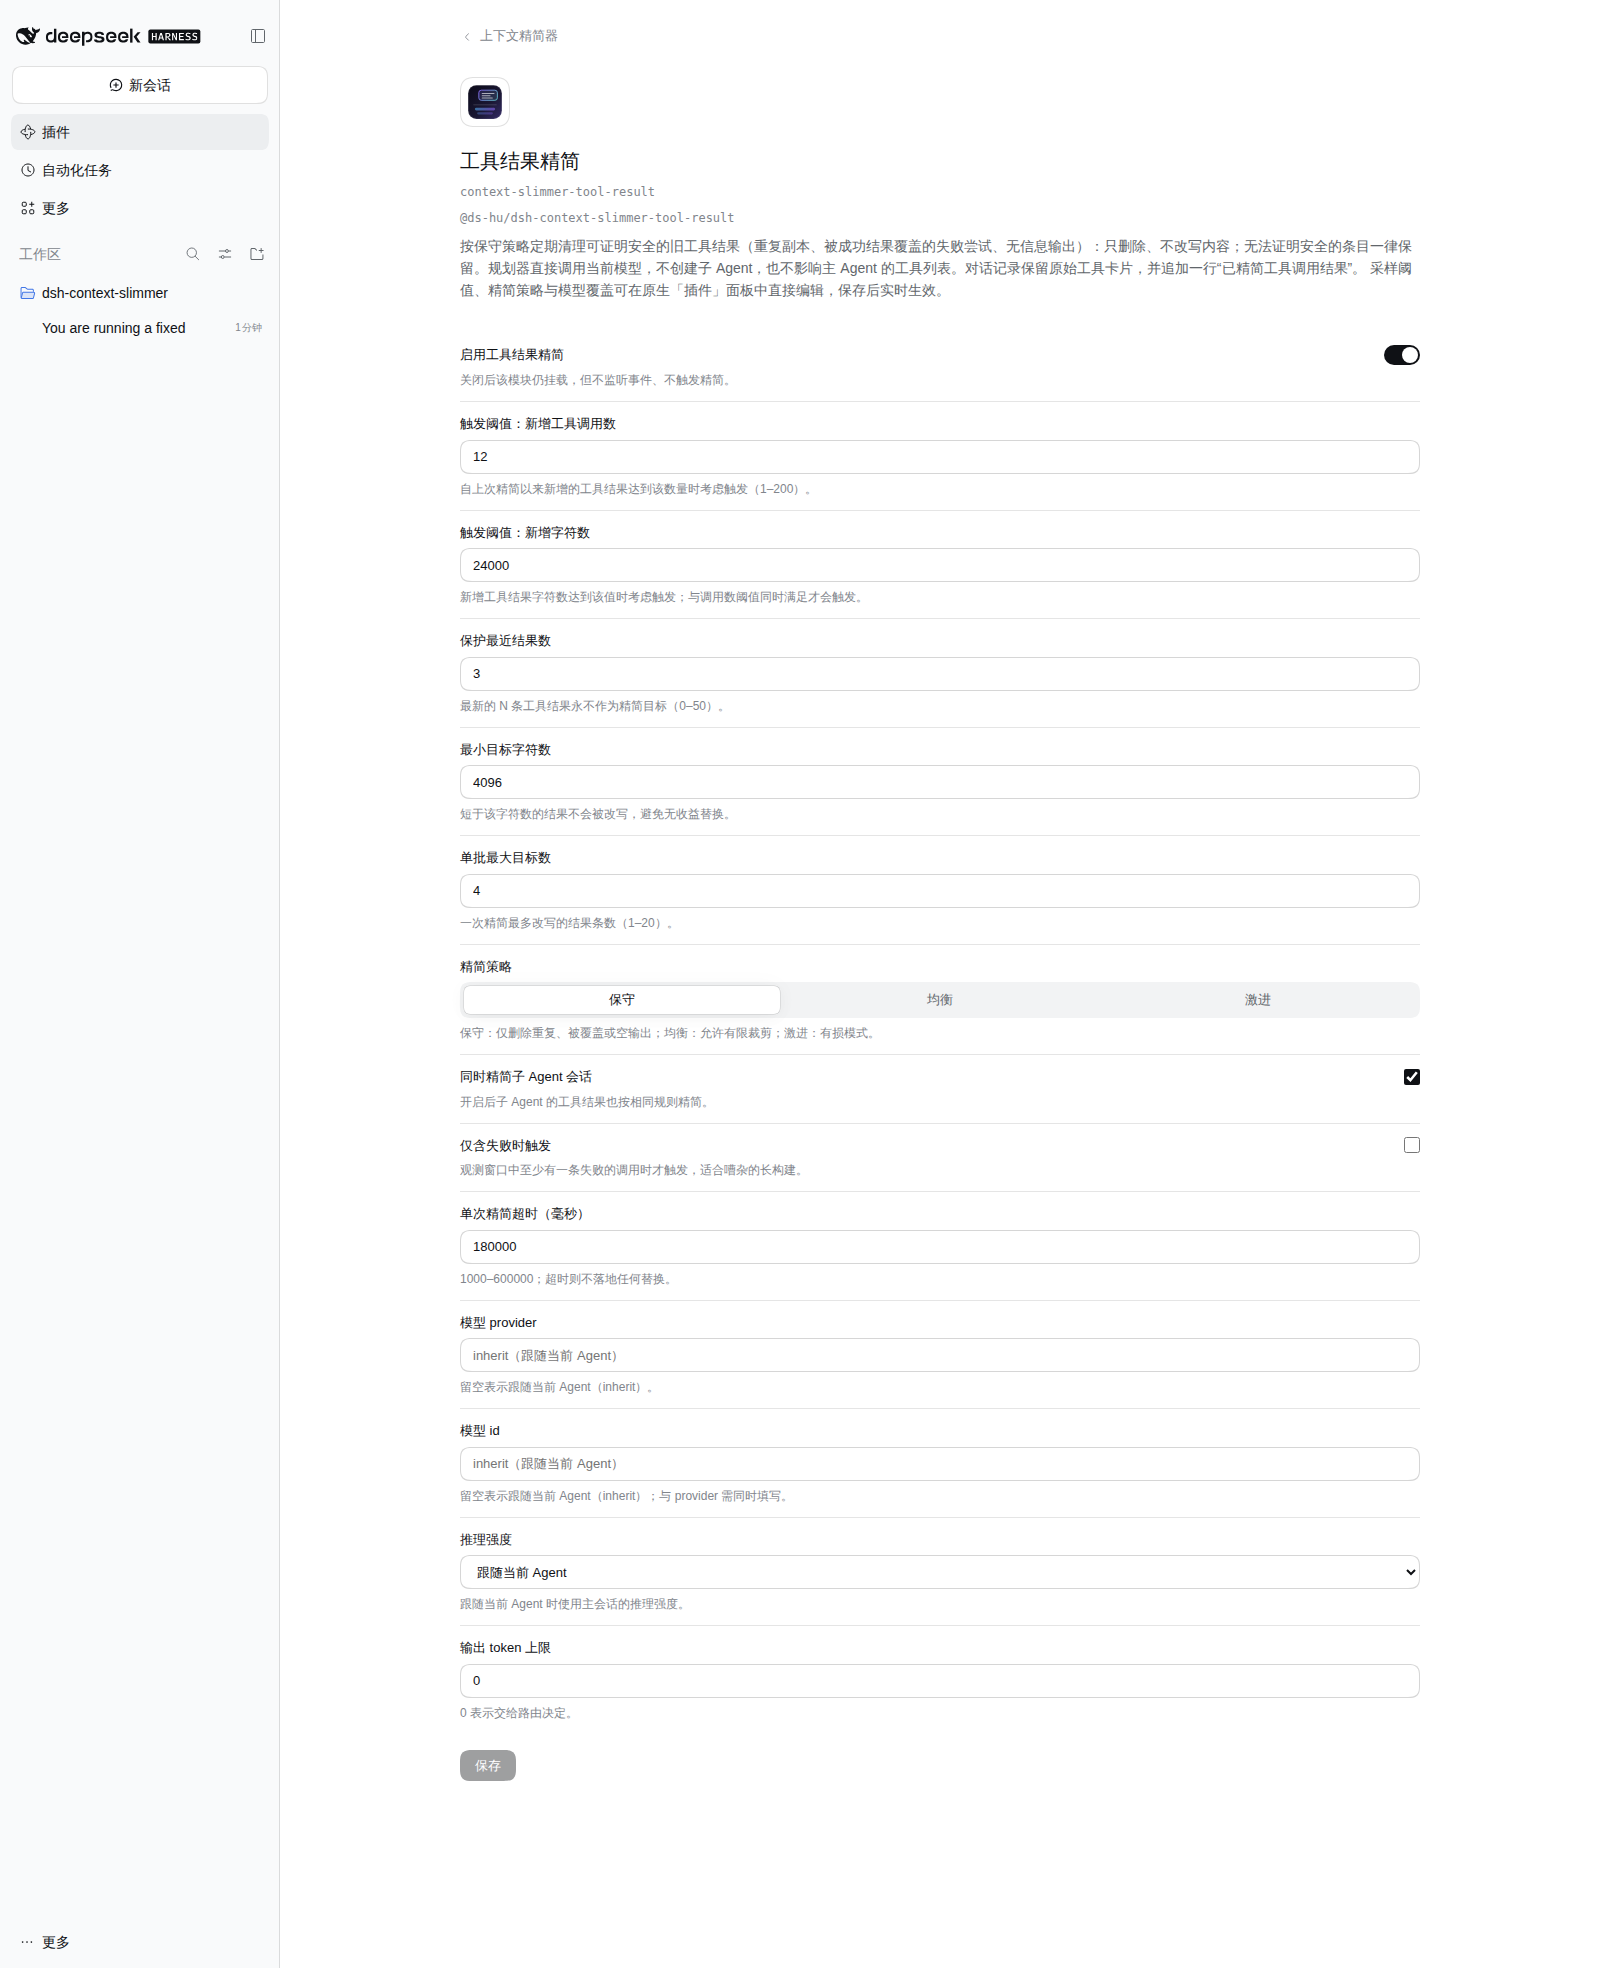 deepseek HARNESS
新会话
插件
自动化任务
更多
工作区
dsh-context-slimmer
You are running a fixed 1分钟
更多
上下文精简器
工具结果精简
context-slimmer-tool-result
@ds-hu/dsh-context-slimmer-tool-result
按保守策略定期清理可证明安全的旧工具结果（重复副本、被成功结果覆盖的失败尝试、无信息输出）：只删除、不改写内容；无法证明安全的条目一律保
留。规划器直接调用当前模型，不创建子 Agent，也不影响主 Agent 的工具列表。对话记录保留原始工具卡片，并追加一行“已精简工具调用结果”。 采样阈
值、精简策略与模型覆盖可在原生「插件」面板中直接编辑，保存后实时生效。
启用工具结果精简
关闭后该模块仍挂载，但不监听事件、不触发精简。
触发阈值：新增工具调用数
12
自上次精简以来新增的工具结果达到该数量时考虑触发（1–200）。
触发阈值：新增字符数
24000
新增工具结果字符数达到该值时考虑触发；与调用数阈值同时满足才会触发。
保护最近结果数
3
最新的 N 条工具结果永不作为精简目标（0–50）。
最小目标字符数
4096
短于该字符数的结果不会被改写，避免无收益替换。
单批最大目标数
4
一次精简最多改写的结果条数（1–20）。
精简策略
保守 均衡 激进
保守：仅删除重复、被覆盖或空输出；均衡：允许有限裁剪；激进：有损模式。
同时精简子 Agent 会话
开启后子 Agent 的工具结果也按相同规则精简。
仅含失败时触发
观测窗口中至少有一条失败的调用时才触发，适合嘈杂的长构建。
单次精简超时（毫秒）
180000
1000–600000；超时则不落地任何替换。
模型 provider
inherit（跟随当前 Agent）
留空表示跟随当前 Agent（inherit）。
模型 id
inherit（跟随当前 Agent）
留空表示跟随当前 Agent（inherit）；与 provider 需同时填写。
推理强度
跟随当前 Agent
跟随当前 Agent 时使用主会话的推理强度。
输出 token 上限
0
0 表示交给路由决定。
保存